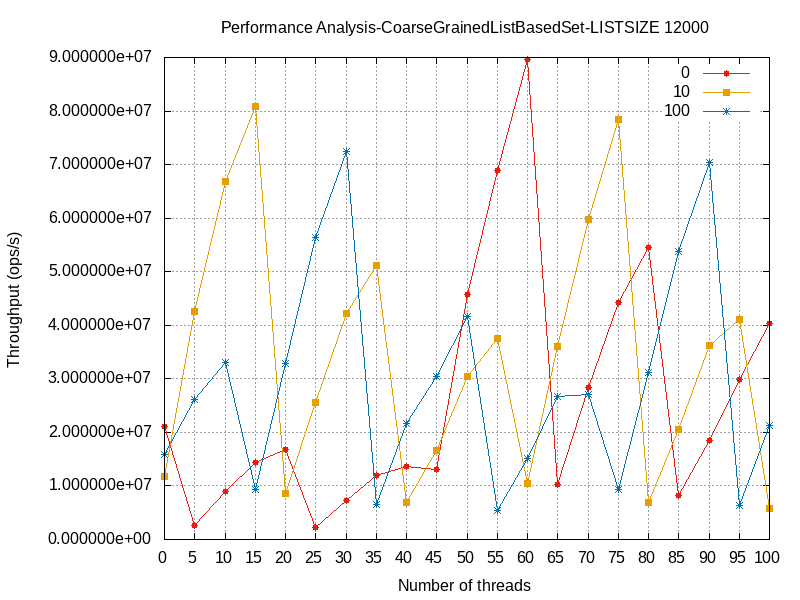 Performance Analysis-CoarseGrainedListBasedSet-LISTSIZE 12000
9.000000e+07
8.000000e+07
7.000000e+07
6.000000e+07
5.000000e+07
4.000000e+07
3.000000e+07
2.000000e+07
1.000000e+07
0.000000e+00
Throughput (ops/s)
0
10
100
0 5 10 15 20 25 30 35 40 45 50 55 60 65 70 75 80 85 90 95 100
Number of threads